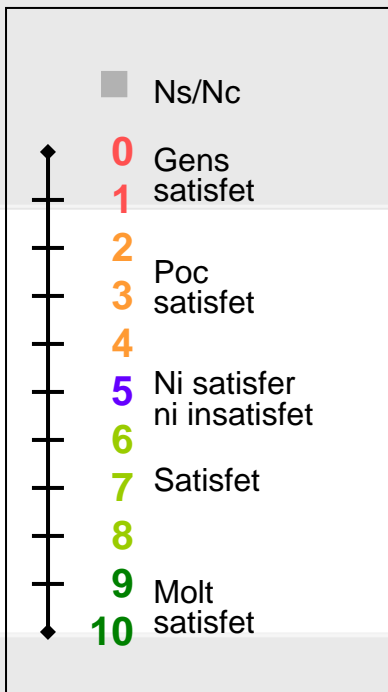 Ns/Nc
0
Gens
satisfet
1
2
Poc
3
satisfet
4
5
Ni satisfer
ni insatisfet
6
7
Satisfet
8
9
Molt
satisfet
10